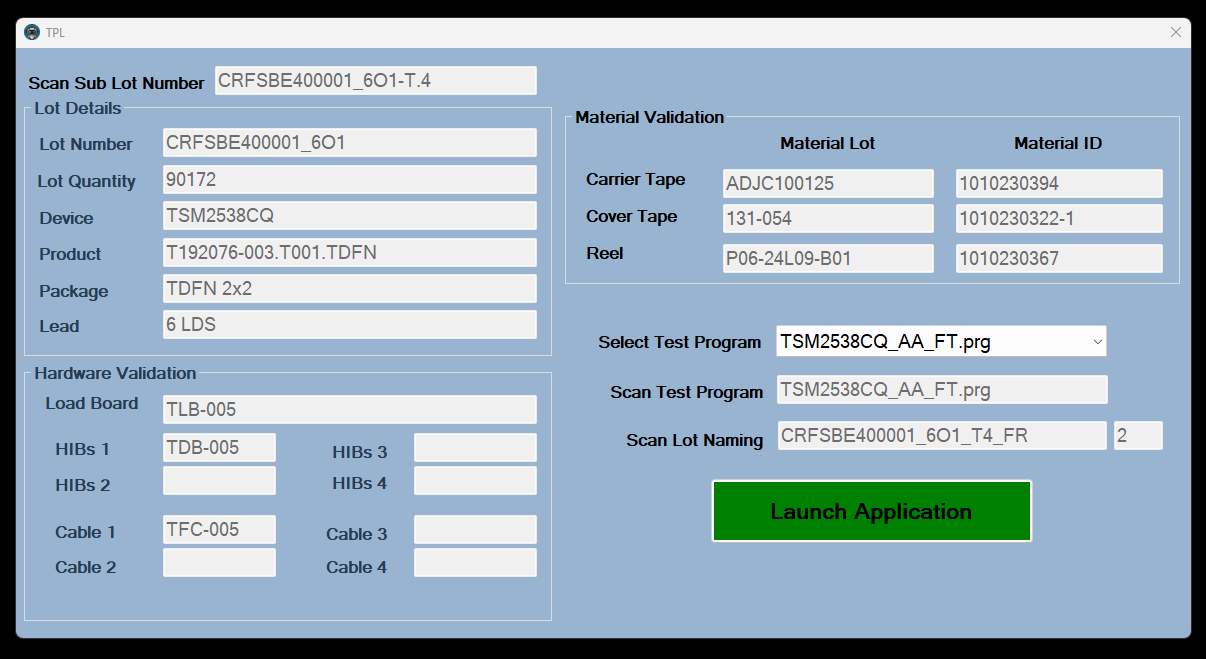 TPL
Scan Sub Lot Number CRFSBE400001_6O1-T.4
Lot Details
Lot Number CRFSBE400001_6O1
Lot Quantity 90172
Device TSM2538CQ
Product T192076-003.T001.TDFN
Package TDFN 2x2
Lead 6 LDS
Hardware Validation
Load Board TLB-005
HIBs 1 TDB-005 HIBs 3
HIBs 2 HIBs 4
Cable 1 TFC-005 Cable 3
Cable 2 Cable 4
Material Validation
Material Lot Material ID
Carrier Tape ADJC100125 1010230394
Cover Tape 131-054 1010230322-1
Reel P06-24L09-B01 1010230367
Select Test Program TSM2538CQ_AA_FT.prg
Scan Test Program TSM2538CQ_AA_FT.prg
Scan Lot Naming CRFSBE400001_6O1_T4_FR 2
Launch Application